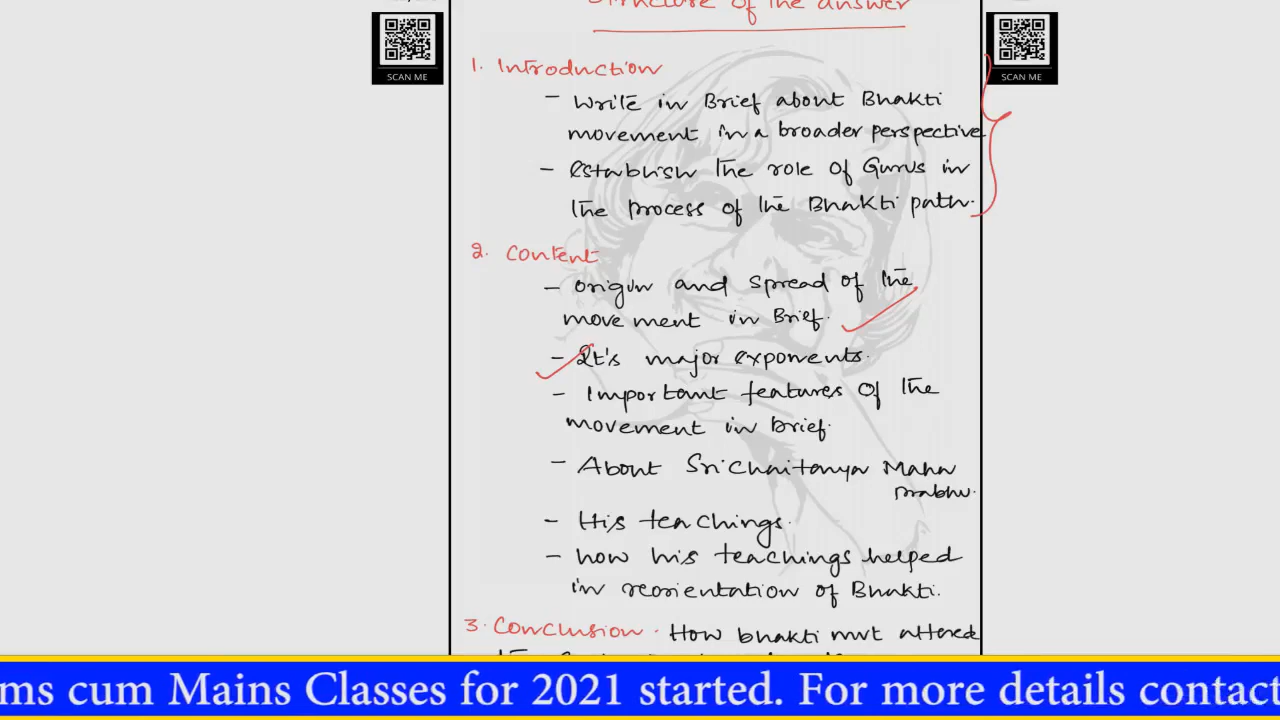 Structure of the answer
SCAN ME
SCAN ME
1. Introduction
- Write in Brief about Bhakti
movement in a broader perspective
- establish the role of Gurus in
the process of the Bhakti path.
2. Content
- origin and spread of the
movement in Brief.
- It's major exponents.
- Important features of the
movement in brief.
- About Sri Chaitanya Maha
Prabhu.
- His teachings.
- how his teachings helped
in reorientation of Bhakti.
3. Conclusion. How bhakti mvt altered
ms cum Mains Classes for 2021 started. For more details contact